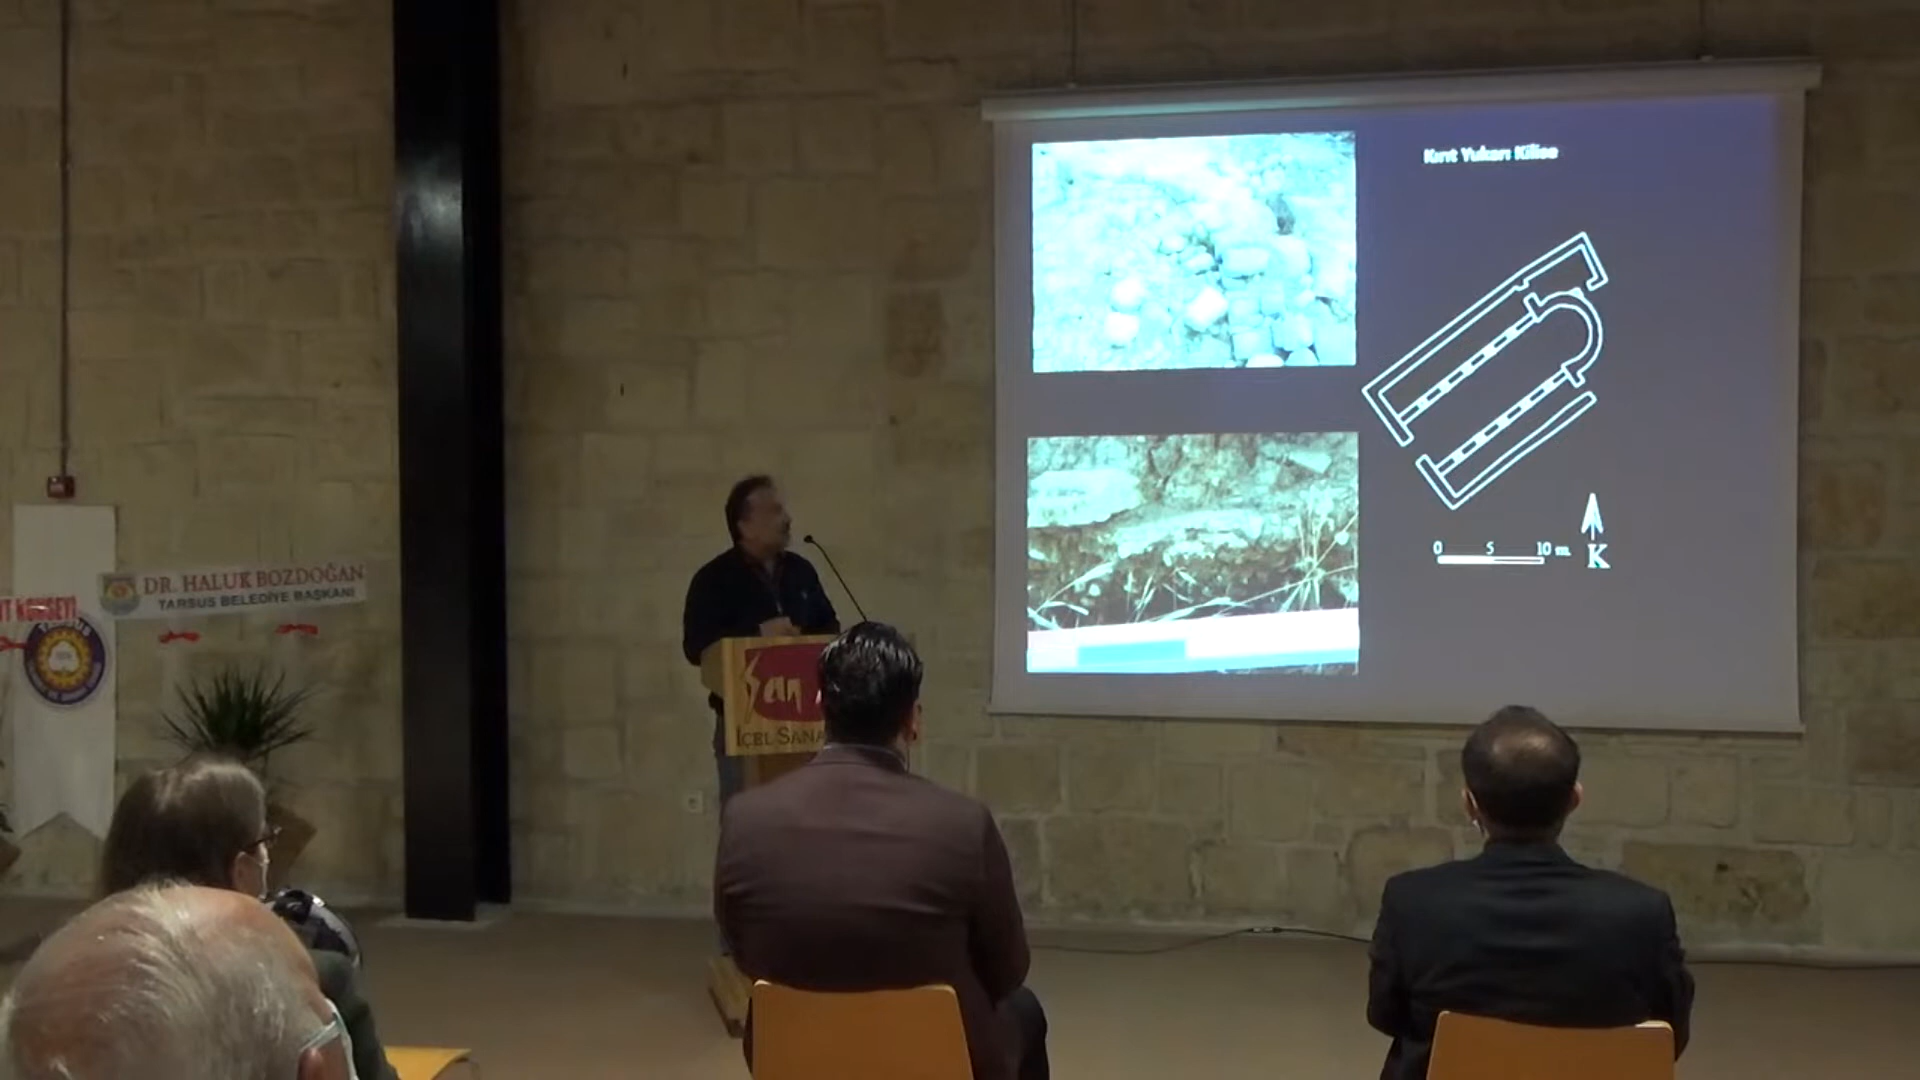 Kırıt Yukarı Kilise
0 5 10 m.
K
DR. HALUK BOZDOĞAN
TARSUS BELEDİYE BAŞKANI
İÇEL SANA